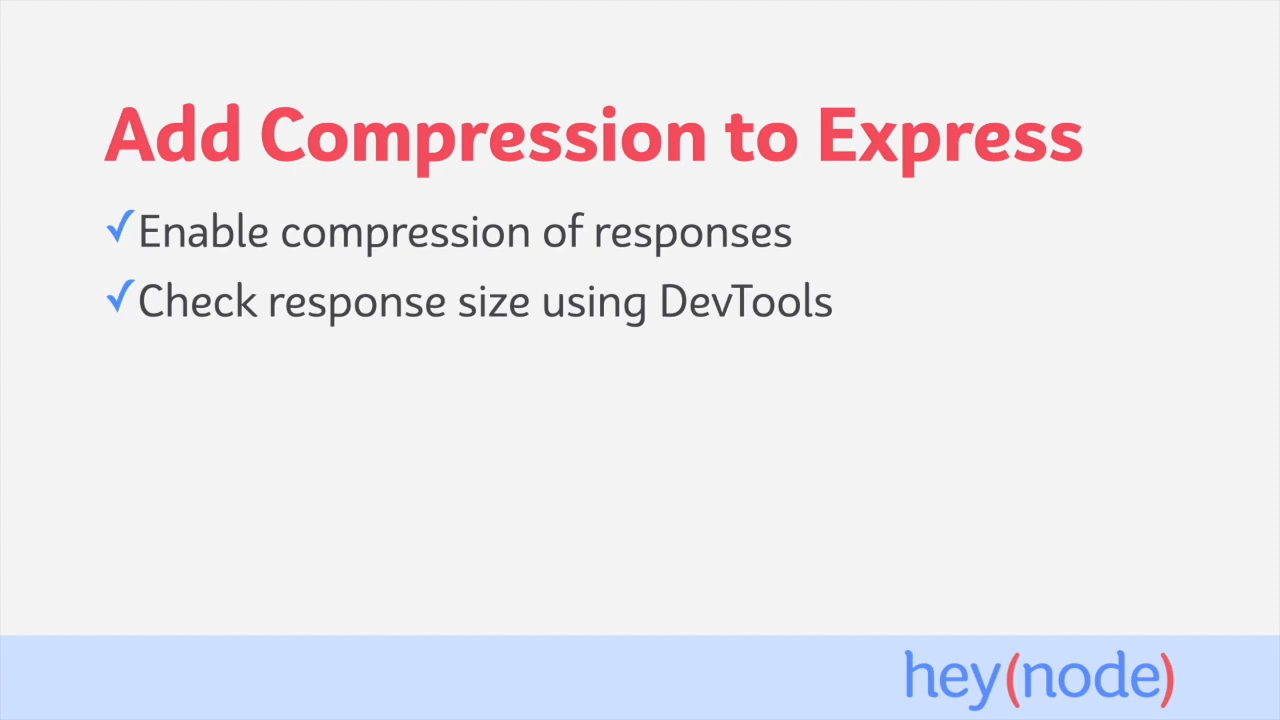 Add Compression to Express
✓Enable compression of responses
✓Check response size using DevTools
hey(node)